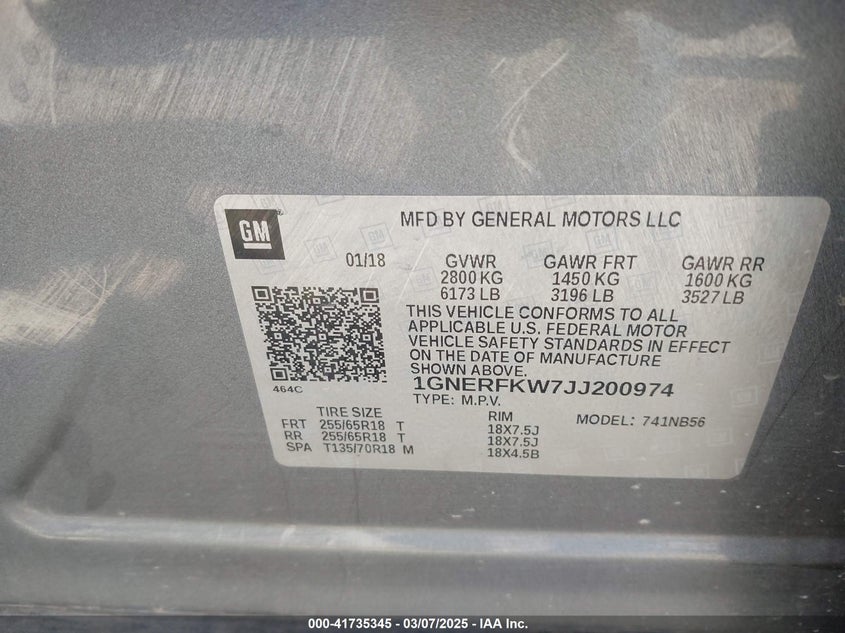 GM
MFD BY GENERAL MOTORS LLC
01/18
GVWR GAWR FRT GAWR RR
2800 KG 1450 KG 1600 KG
6173 LB 3196 LB 3527 LB
THIS VEHICLE CONFORMS TO ALL
APPLICABLE U.S. FEDERAL MOTOR
VEHICLE SAFETY STANDARDS IN EFFECT
ON THE DATE OF MANUFACTURE
SHOWN ABOVE.
464C
1GNERFKW7JJ200974
TYPE: M.P.V.
MODEL: 741NB56
TIRE SIZE RIM
FRT 255/65R18 T 18X7.5J
RR 255/65R18 T 18X7.5J
SPA T135/70R18 M 18X4.5B
000-41735345 - 03/07/2025 - IAA Inc.